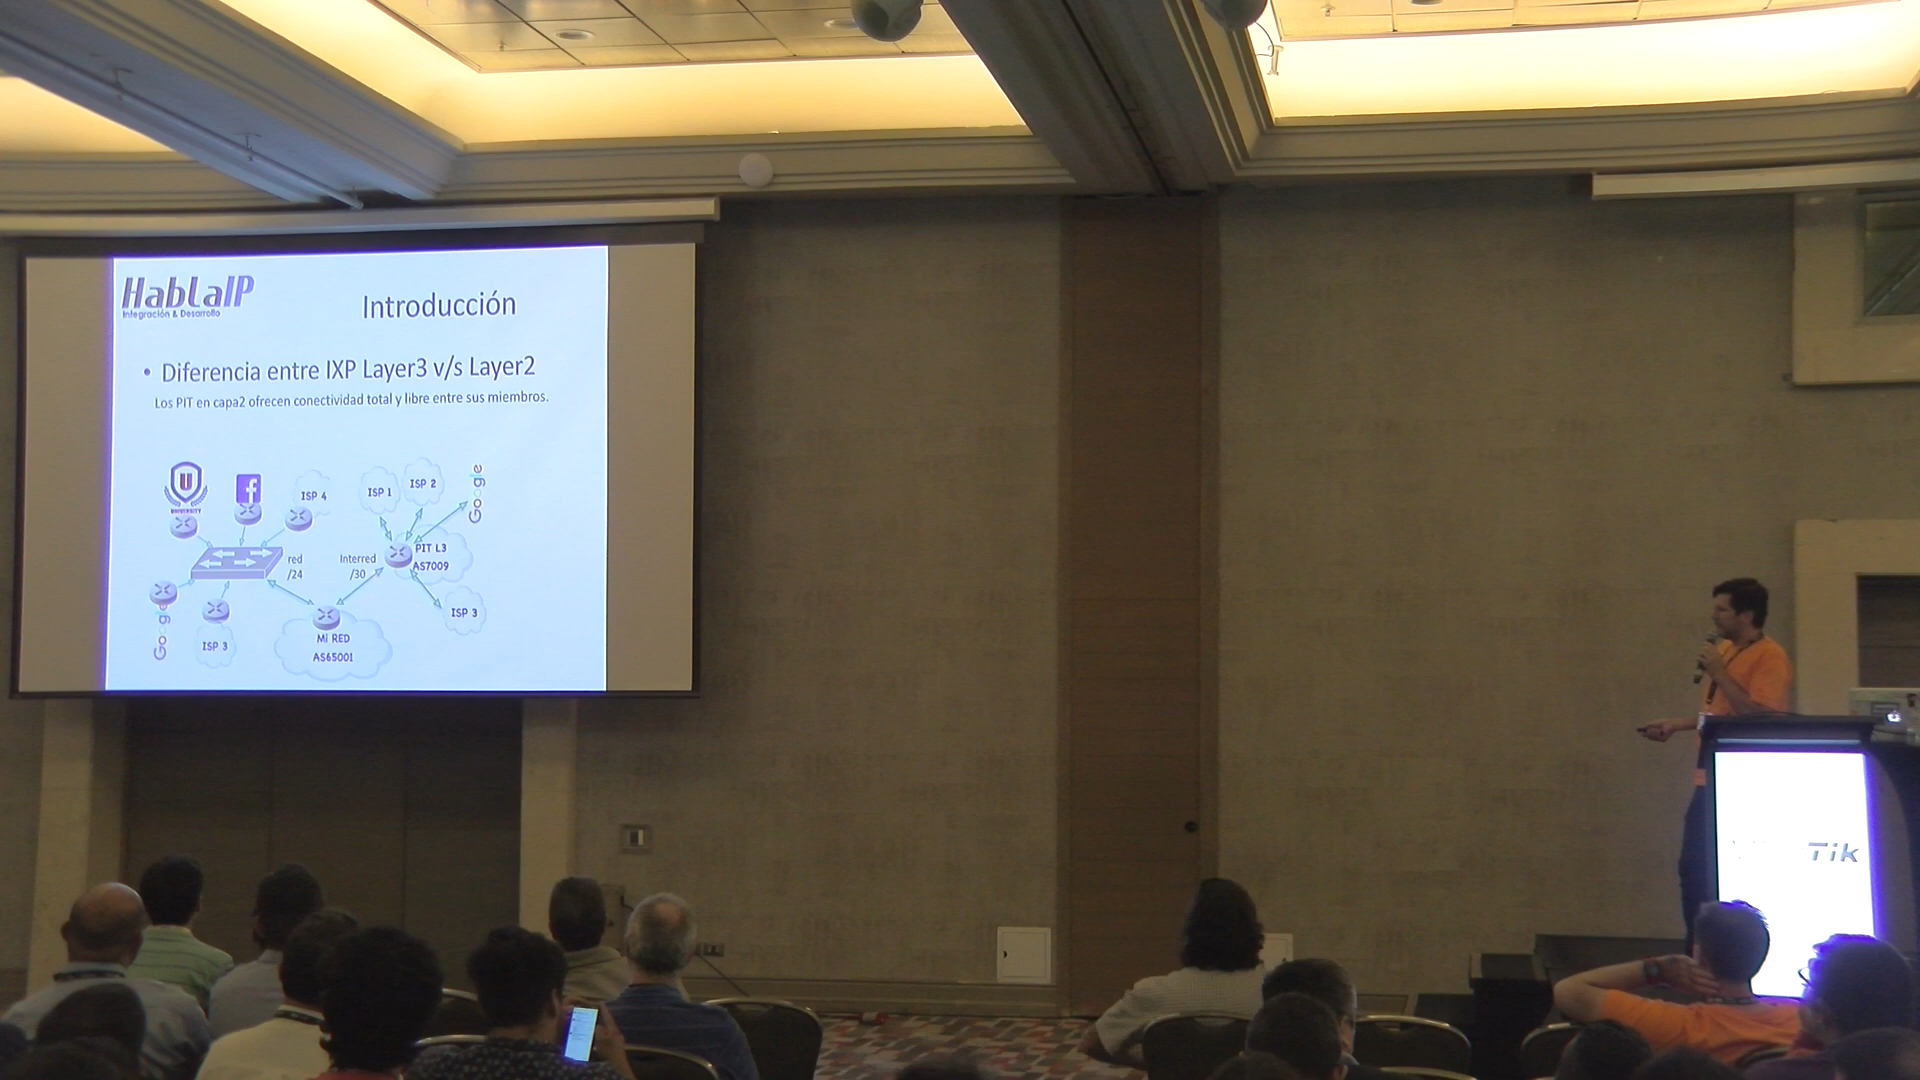 HablaIP
Integración & Desarrollo
Introducción
• Diferencia entre IXP Layer3 v/s Layer2
Los PIT en capa2 ofrecen conectividad total y libre entre sus miembros.
U
UNIVERSITY
f
ISP 4
ISP 1
ISP 2
Google
red
/24
Interred
/30
PIT L3
AS7009
Google
ISP 3
Mi RED
AS65001
ISP 3
Tik